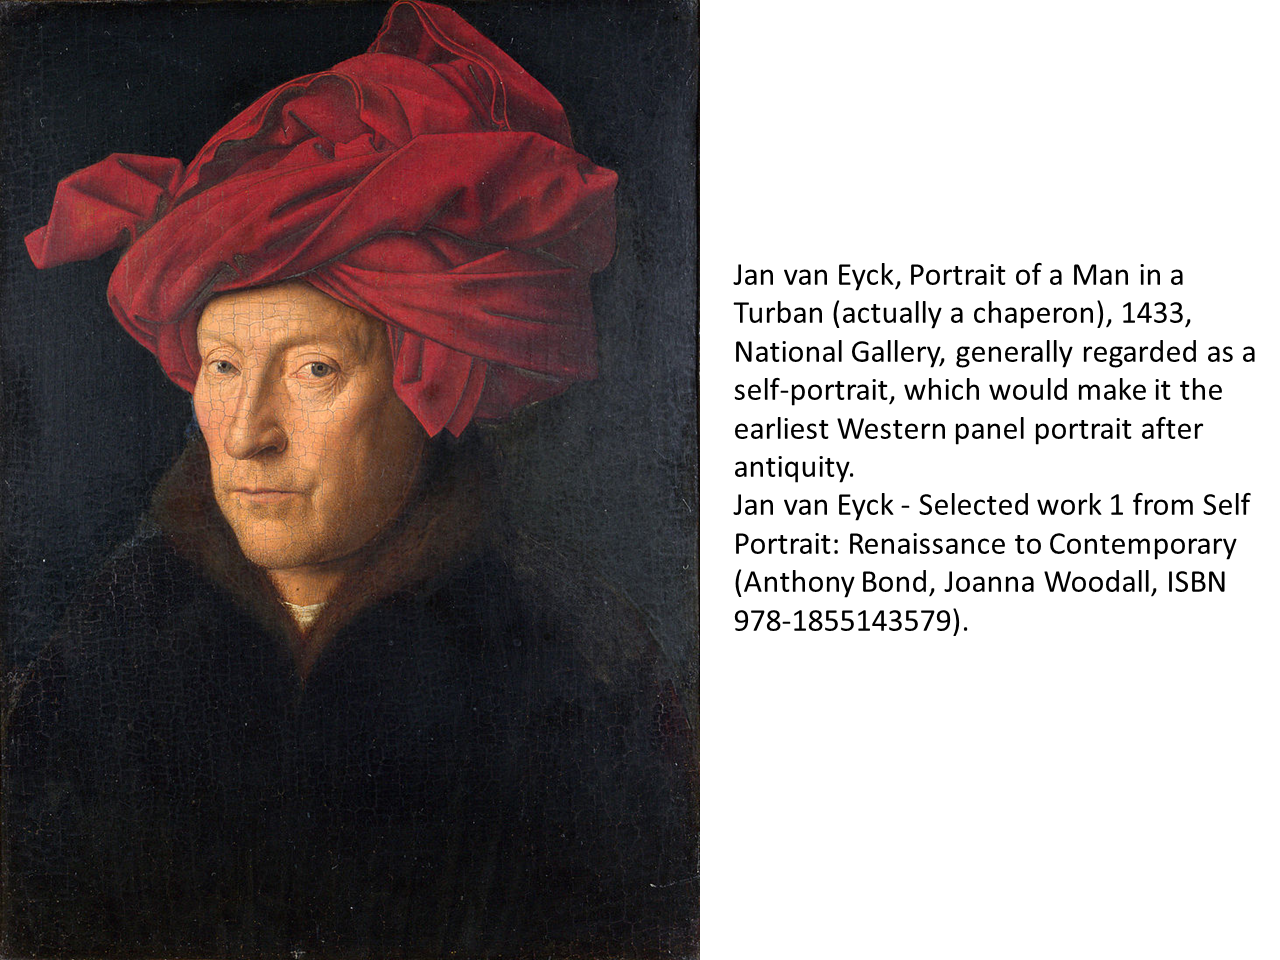 Jan van Eyck, Portrait of a Man in a
Turban (actually a chaperon), 1433,
National Gallery, generally regarded as a
self-portrait, which would make it the
earliest Western panel portrait after
antiquity.
Jan van Eyck - Selected work 1 from Self
Portrait: Renaissance to Contemporary
(Anthony Bond, Joanna Woodall, ISBN
978-1855143579).